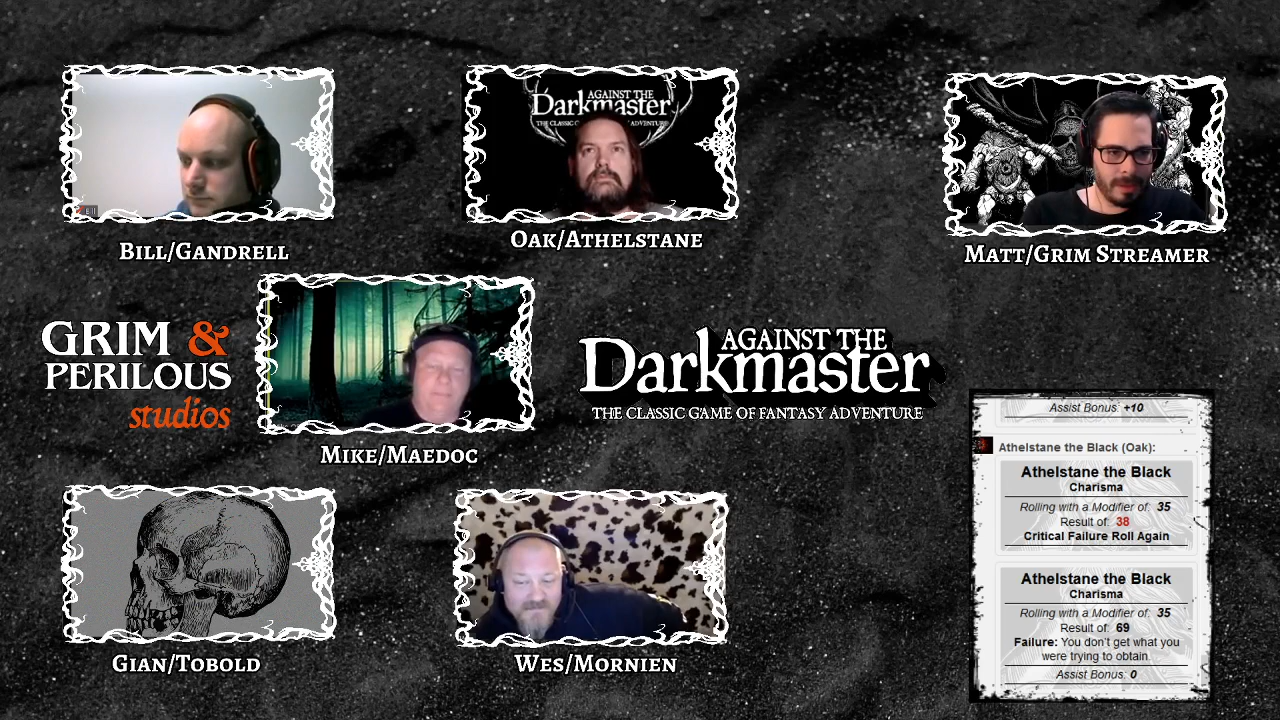 AGAINST THE
Darkmaster
Bill
BILL/GANDRELL
OAK/ATHELSTANE
MATT/GRIM STREAMER
GRIM &
PERILOUS
studios
MIKE/MAEDOC
AGAINST THE
Darkmaster
THE CLASSIC GAME OF FANTASY ADVENTURE
GIAN/TOBOLD
WES/MORNIEN
Assist Bonus: +10
Athelstane the Black (Oak):
Athelstane the Black
Charisma
Rolling with a Modifier of: 35
Result of: 38
Critical Failure Roll Again
Athelstane the Black
Charisma
Rolling with a Modifier of: 35
Result of: 69
Failure: You don't get what you
were trying to obtain.
Assist Bonus: 0